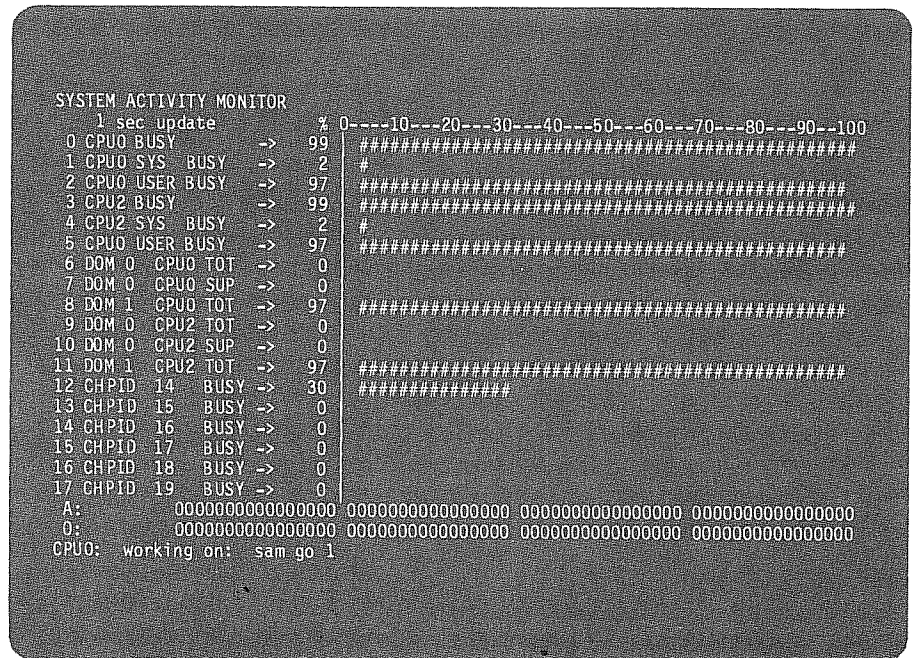 SYSTEM ACTIVITY MONITOR
1 sec update % 0----10---20---30---40---50---60---70---80---90--100
0 CPU0 BUSY -> 99 | ################################################
1 CPU0 SYS BUSY -> 2 | #
2 CPU0 USER BUSY -> 97 | ###############################################
3 CPU2 BUSY -> 99 | ################################################
4 CPU2 SYS BUSY -> 2 | #
5 CPU0 USER BUSY -> 97 | ###############################################
6 DOM 0 CPU0 TOT -> 0
7 DOM 0 CPU0 SUP -> 0
8 DOM 1 CPU0 TOT -> 97 | ###############################################
9 DOM 0 CPU2 TOT -> 0
10 DOM 0 CPU2 SUP -> 0
11 DOM 1 CPU2 TOT -> 97 | ###############################################
12 CHPID 14 BUSY -> 30 | ###############
13 CHPID 15 BUSY -> 0
14 CHPID 16 BUSY -> 0
15 CHPID 17 BUSY -> 0
16 CHPID 18 BUSY -> 0
17 CHPID 19 BUSY -> 0
A: 0000000000000000 0000000000000000 0000000000000000 0000000000000000
O: 0000000000000000 0000000000000000 0000000000000000 0000000000000000
CPU0: working on: sam go 1